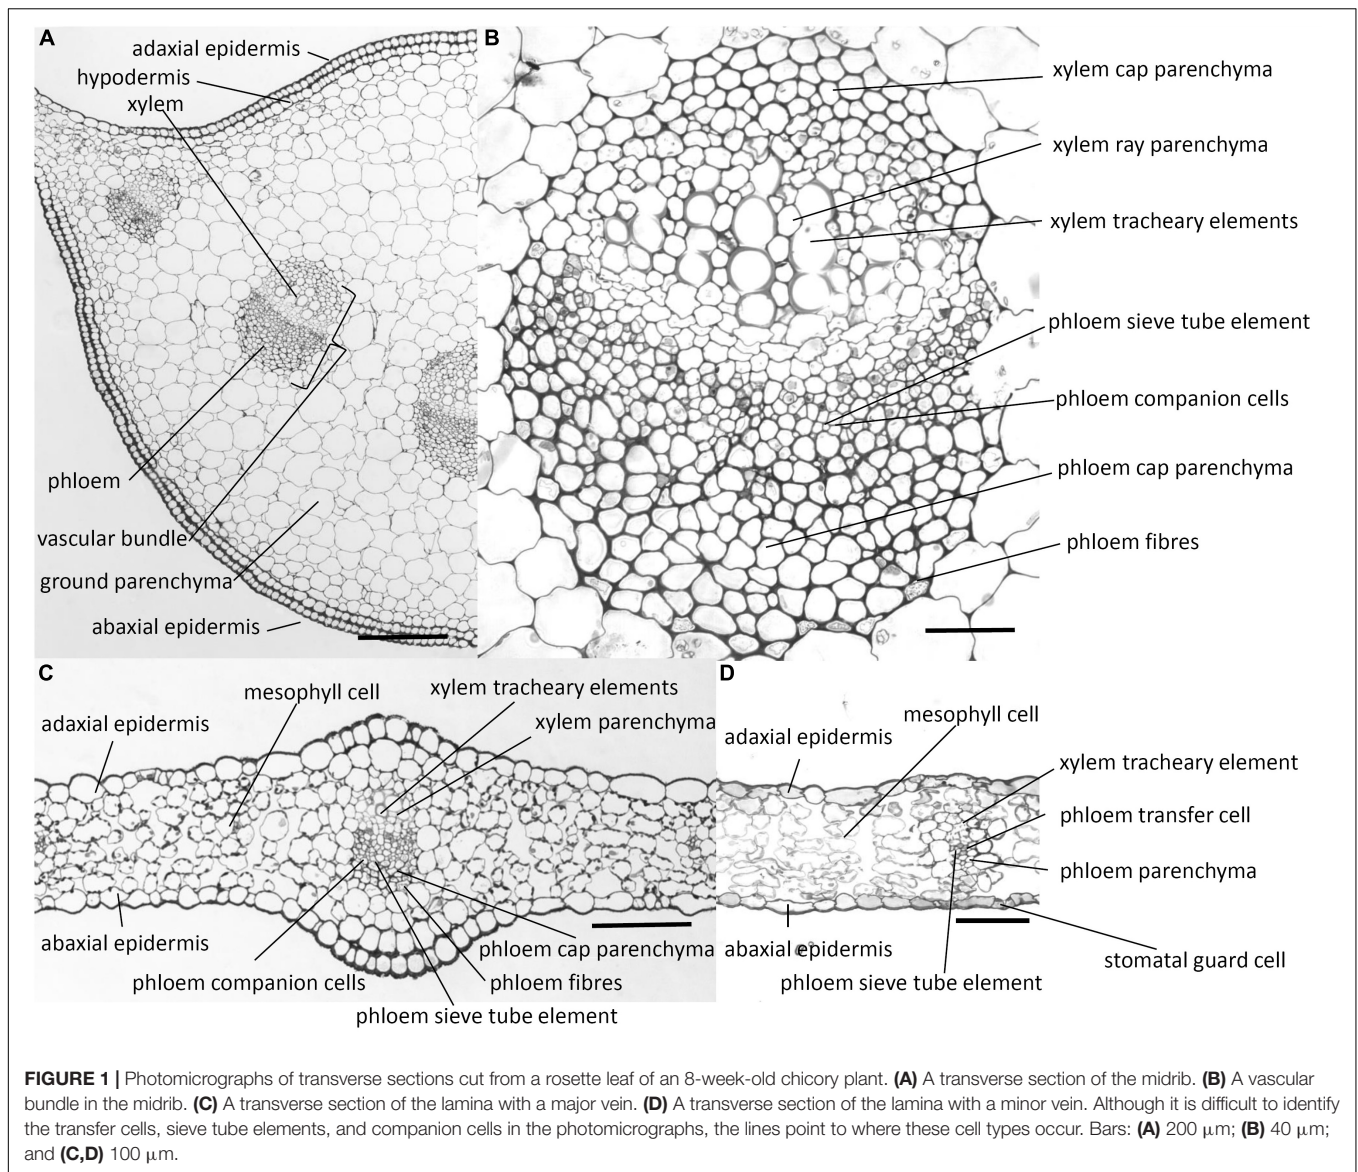 A
adaxial epidermis
hypodermis
xylem
phloem
vascular bundle
ground parenchyma
abaxial epidermis
B
xylem cap parenchyma
xylem ray parenchyma
xylem tracheary elements
phloem sieve tube element
phloem companion cells
phloem cap parenchyma
phloem fibres
C
mesophyll cell
xylem tracheary elements
adaxial epidermis
xylem parenchyma
abaxial epidermis
phloem cap parenchyma
phloem companion cells
phloem fibres
phloem sieve tube element
D
mesophyll cell
adaxial epidermis
xylem tracheary element
phloem transfer cell
phloem parenchyma
abaxial epidermis
stomatal guard cell
phloem sieve tube element
FIGURE 1 | Photomicrographs of transverse sections cut from a rosette leaf of an 8-week-old chicory plant. (A) A transverse section of the midrib. (B) A vascular
bundle in the midrib. (C) A transverse section of the lamina with a major vein. (D) A transverse section of the lamina with a minor vein. Although it is difficult to identify
the transfer cells, sieve tube elements, and companion cells in the photomicrographs, the lines point to where these cell types occur. Bars: (A) 200 μm; (B) 40 μm;
and (C,D) 100 μm.